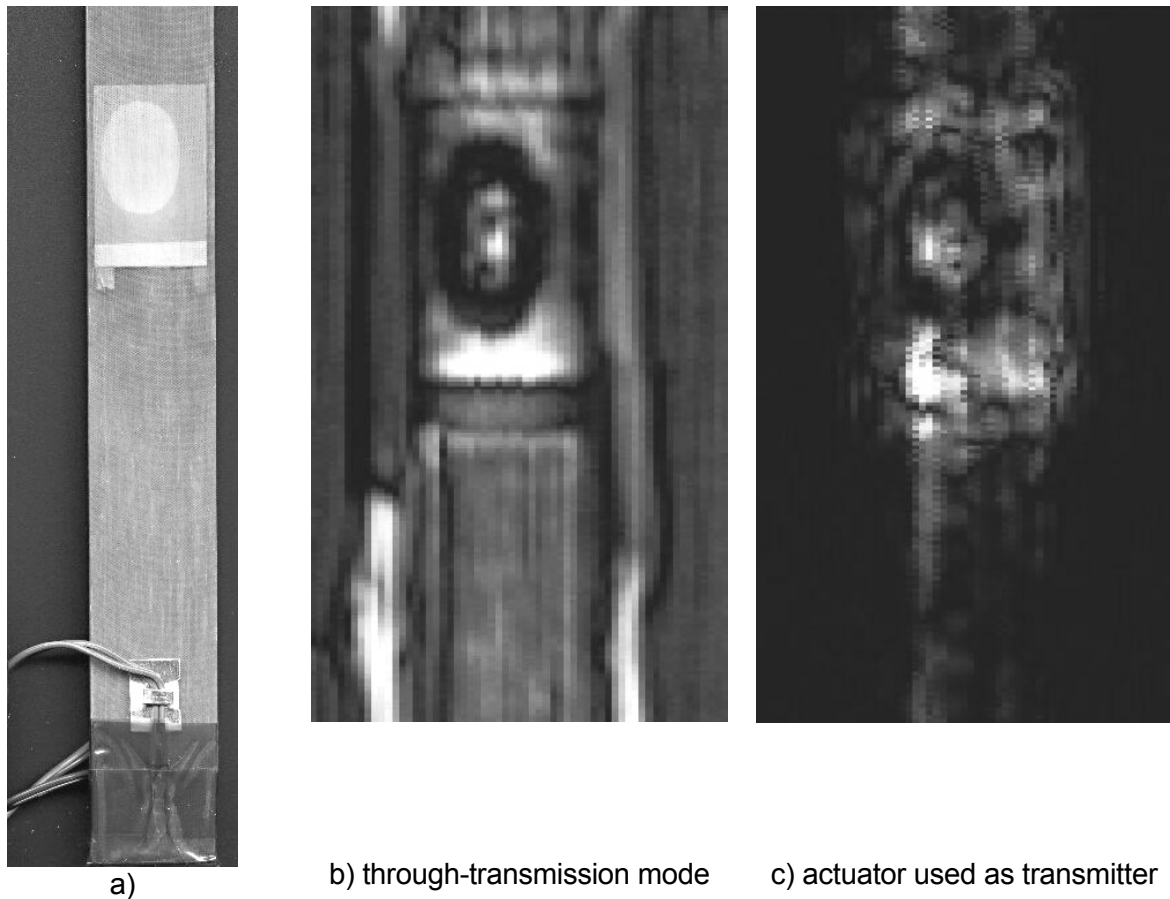 a)
b) through-transmission mode
c) actuator used as transmitter